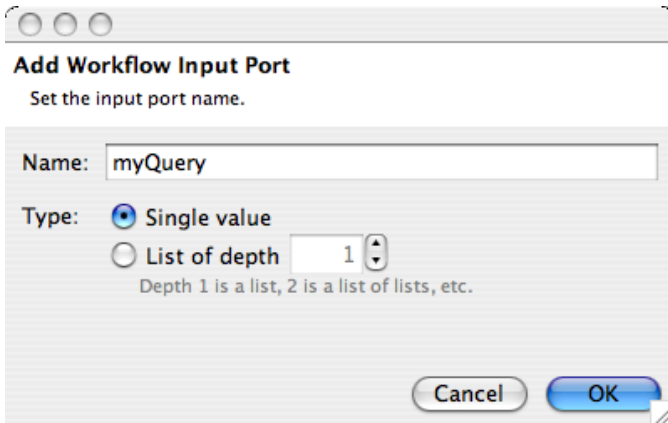 Add Workflow Input Port
Set the input port name.
Name: myQuery
Type: Single value
List of depth 1
Depth 1 is a list, 2 is a list of lists, etc.
Cancel OK